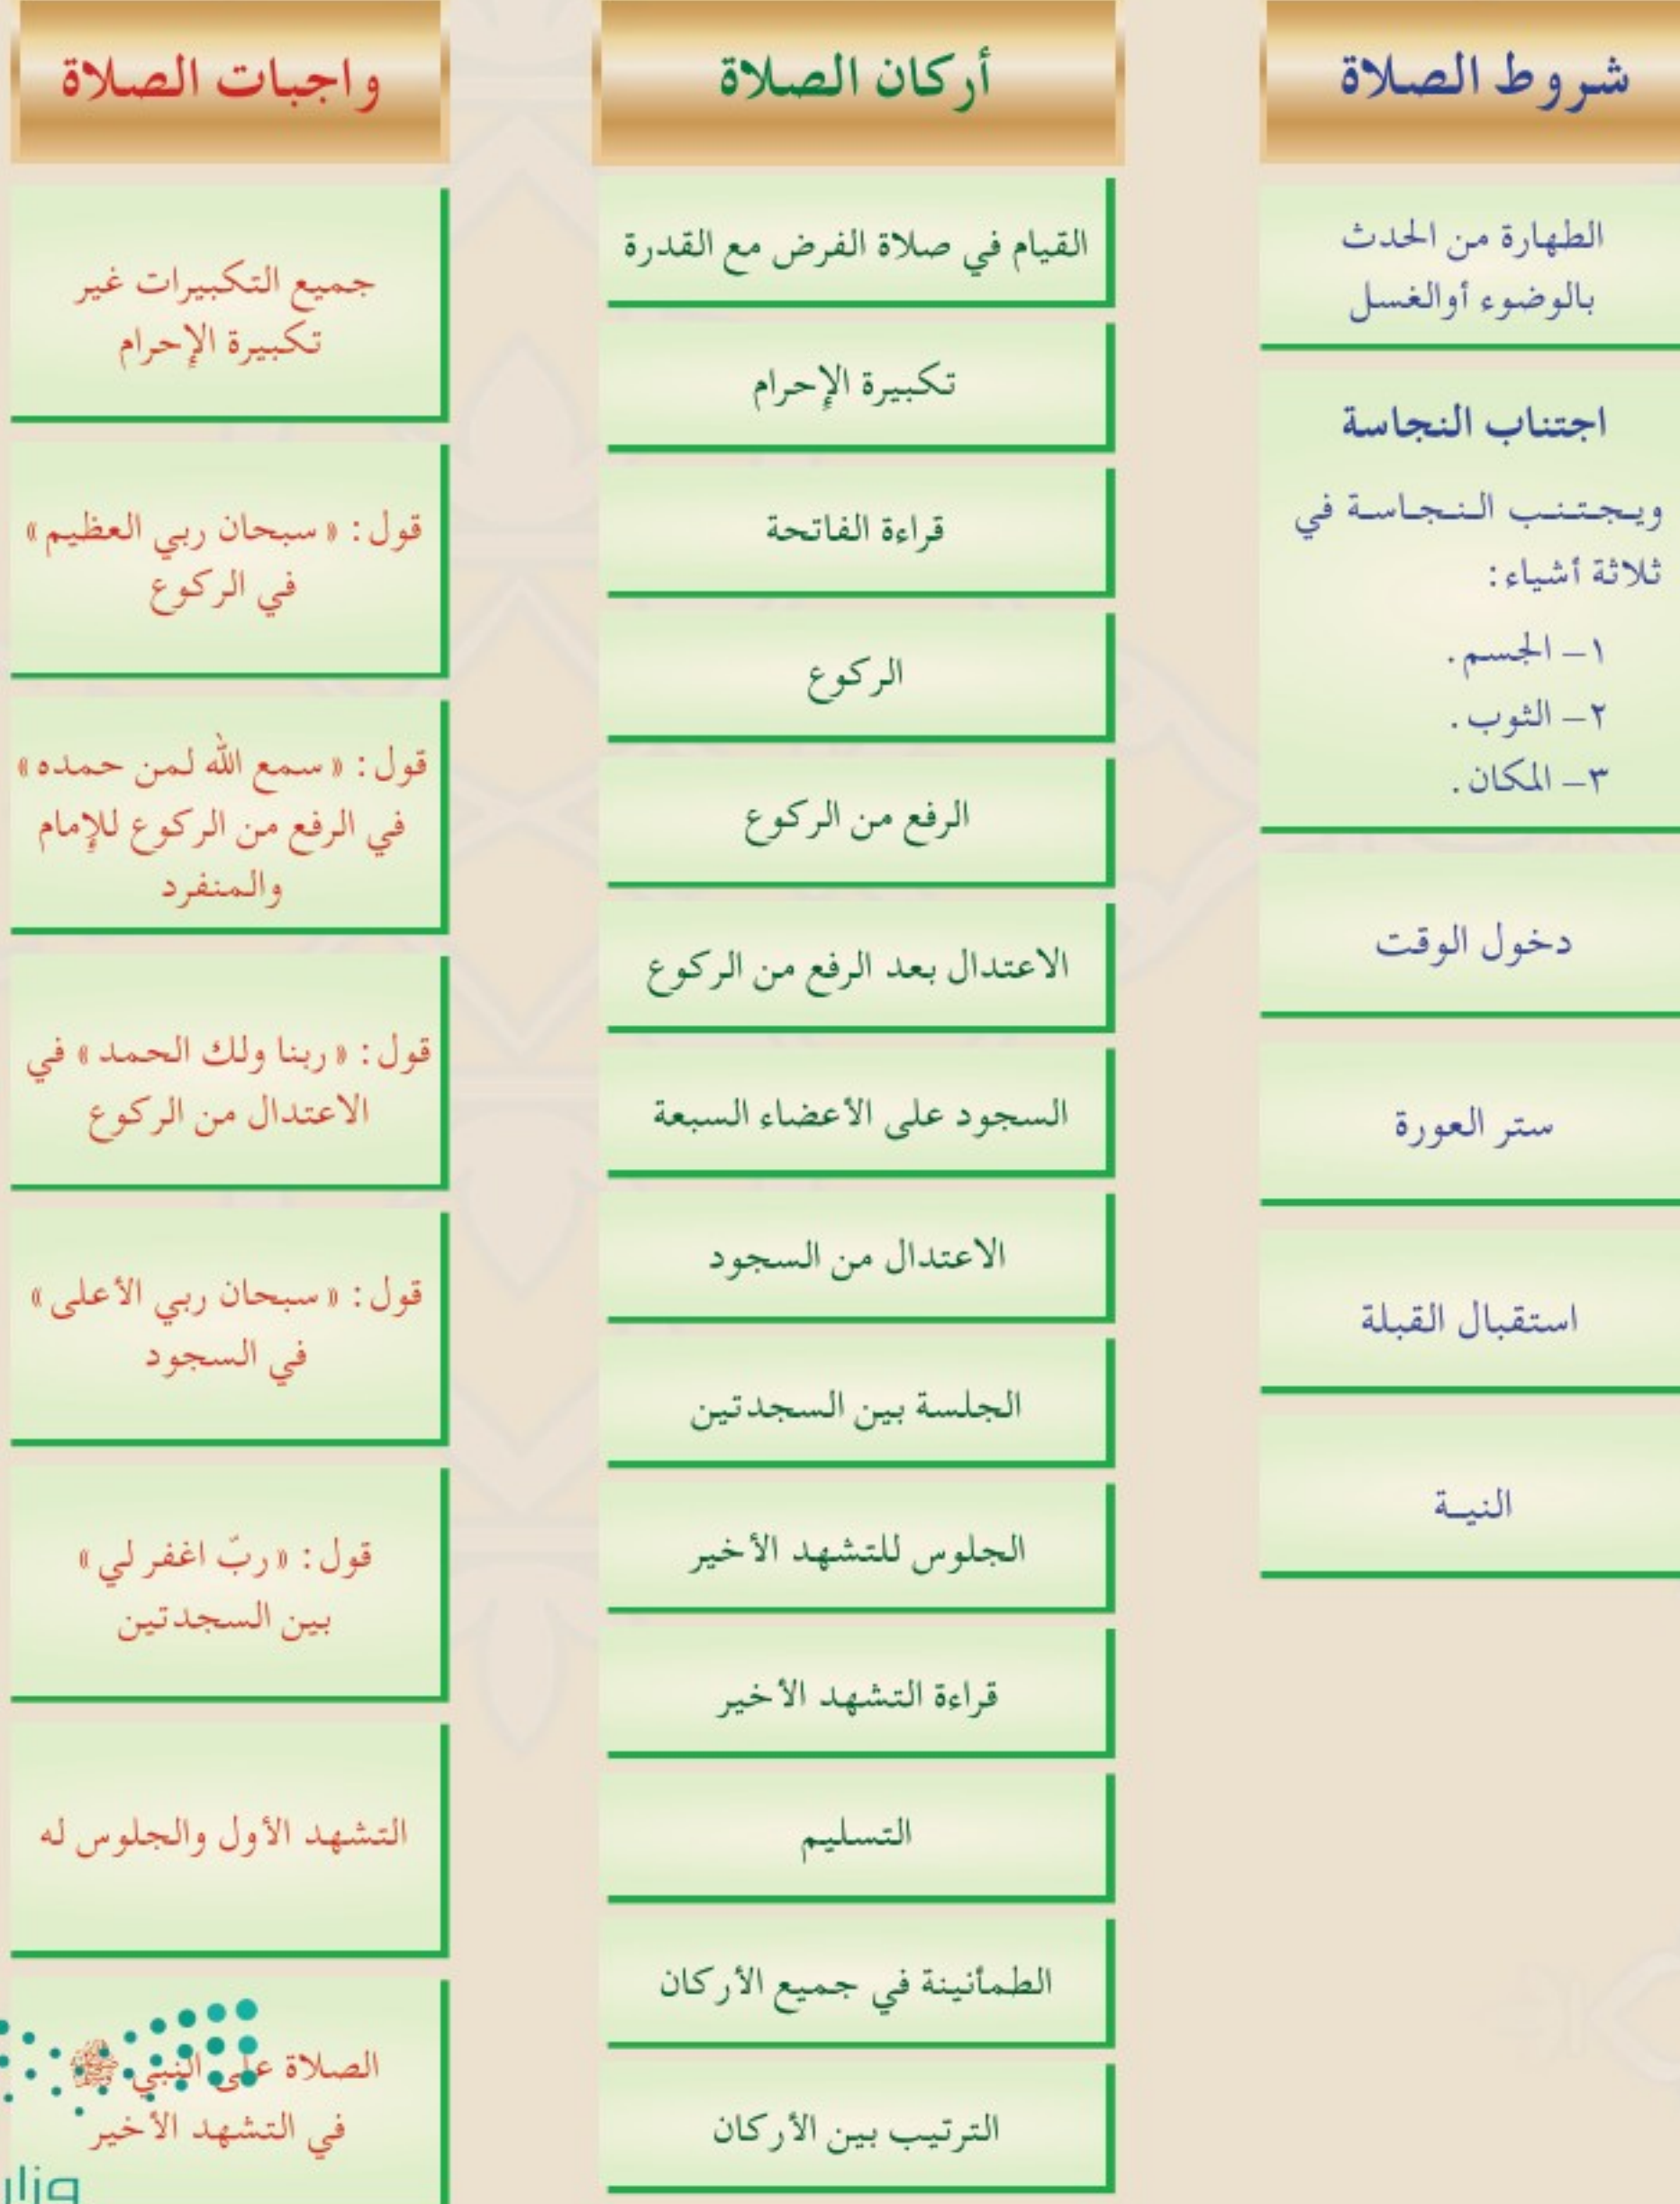 شروط الصلاة
الطهارة من الحدث
بالوضوء أوالغسل
اجتناب النجاسة
ويجتنب النجاسة في
ثلاثة أشياء:
١- الجسم.
٢- الثوب.
٣- المكان.
دخول الوقت
ستر العورة
استقبال القبلة
النية
أركان الصلاة
القيام في صلاة الفرض مع القدرة
تكبيرة الإحرام
قراءة الفاتحة
الركوع
الرفع من الركوع
الاعتدال بعد الرفع من الركوع
السجود على الأعضاء السبعة
الاعتدال من السجود
الجلسة بين السجدتين
الجلوس للتشهد الأخير
قراءة التشهد الأخير
التسليم
الطمأنينة في جميع الأركان
الترتيب بين الأركان
واجبات الصلاة
جميع التكبيرات غير
تكبيرة الإحرام
قول: «سبحان ربي العظيم»
في الركوع
قول: «سمع الله لمن حمده»
في الرفع من الركوع للإمام
والمنفرد
قول: «ربنا ولك الحمد» في
الاعتدال من الركوع
قول: «سبحان ربي الأعلى»
في السجود
قول: «ربّ اغفر لي»
بين السجدتين
التشهد الأول والجلوس له
الصلاة على النبي ﷺ
في التشهد الأخير